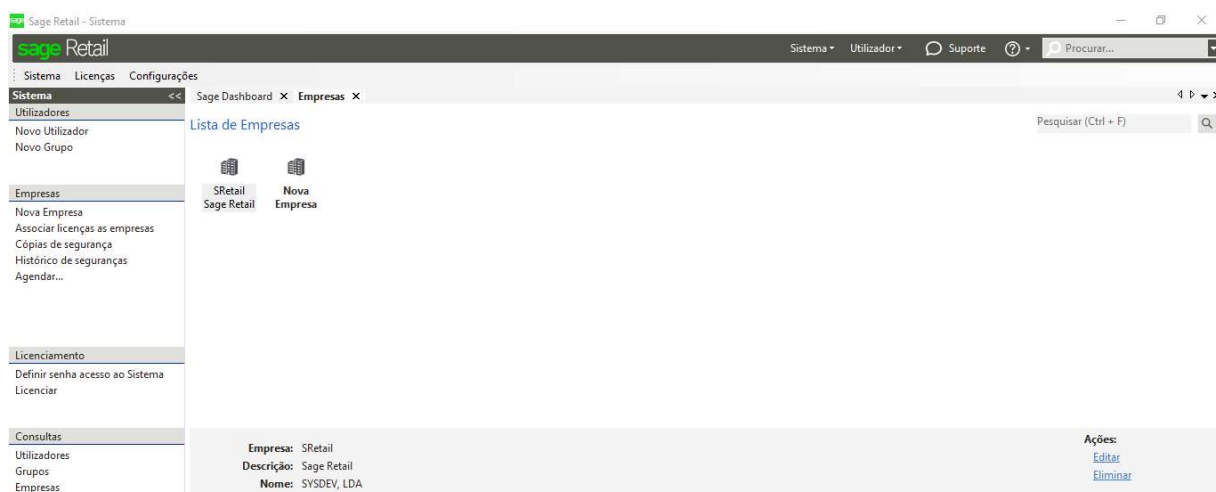 sage Sage Retail - Sistema
sage Retail
Sistema Utilizador Suporte ? Procurar...
Sistema Licenças Configurações
Sistema <<
Sage Dashboard X Empresas X
Utilizadores
Novo Utilizador
Novo Grupo
Lista de Empresas
Pesquisar (Ctrl + F)
SRetail
Sage Retail
Nova
Empresa
Empresas
Nova Empresa
Associar licenças as empresas
Cópias de segurança
Histórico de seguranças
Agendar...
Licenciamento
Definir senha acesso ao Sistema
Licenciar
Consultas
Utilizadores
Grupos
Empresas
Empresa: SRetail
Descrição: Sage Retail
Nome: SYSDEV, LDA
Ações:
Editar
Eliminar